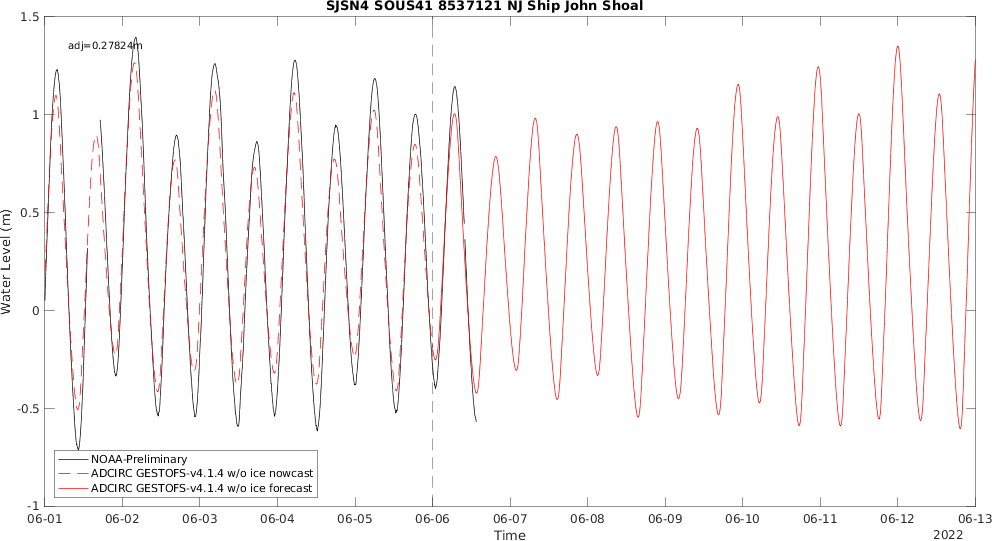 SJSN4 SOUS41 8537121 NJ Ship John Shoal
adj=0.27824m
1.5
1
0.5
0
-0.5
-1
Water Level (m)
NOAA-Preliminary
ADCIRC GESTOFS-v4.1.4 w/o ice nowcast
ADCIRC GESTOFS-v4.1.4 w/o ice forecast
06-01 06-02 06-03 06-04 06-05 06-06 06-07 06-08 06-09 06-10 06-11 06-12 06-13
Time
2022